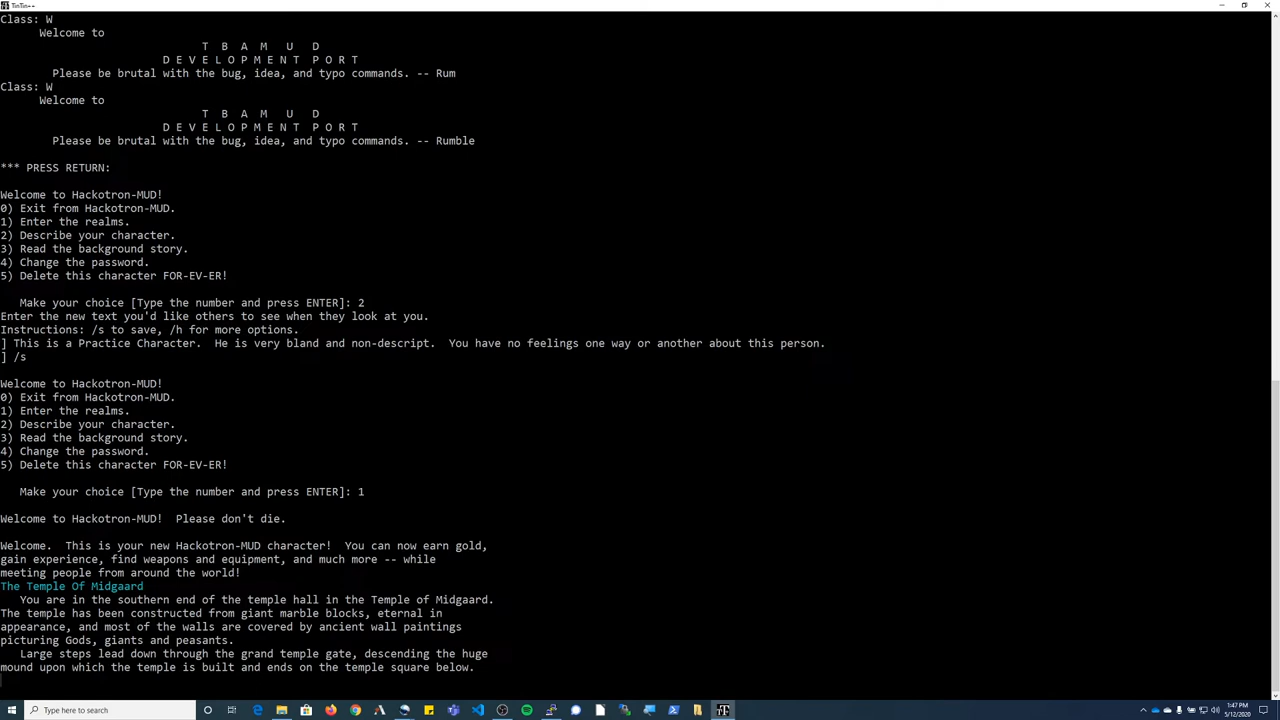 TinTin++
Class: W
Welcome to
T B A M U D
D E V E L O P M E N T P O R T
Please be brutal with the bug, idea, and typo commands. -- Rum
Class: W
Welcome to
T B A M U D
D E V E L O P M E N T P O R T
Please be brutal with the bug, idea, and typo commands. -- Rumble
*** PRESS RETURN:
Welcome to Hackotron-MUD!
0) Exit from Hackotron-MUD.
1) Enter the realms.
2) Describe your character.
3) Read the background story.
4) Change the password.
5) Delete this character FOR-EV-ER!
Make your choice [Type the number and press ENTER]: 2
Enter the new text you'd like others to see when they look at you.
Instructions: /s to save, /h for more options.
] This is a Practice Character.  He is very bland and non-descript.  You have no feelings one way or another about this person.
] /s
Welcome to Hackotron-MUD!
0) Exit from Hackotron-MUD.
1) Enter the realms.
2) Describe your character.
3) Read the background story.
4) Change the password.
5) Delete this character FOR-EV-ER!
Make your choice [Type the number and press ENTER]: 1
Welcome to Hackotron-MUD!  Please don't die.
Welcome.  This is your new Hackotron-MUD character!  You can now earn gold,
gain experience, find weapons and equipment, and much more -- while
meeting people from around the world!
The Temple Of Midgaard
You are in the southern end of the temple hall in the Temple of Midgaard.
The temple has been constructed from giant marble blocks, eternal in
appearance, and most of the walls are covered by ancient wall paintings
picturing Gods, giants and peasants.
Large steps lead down through the grand temple gate, descending the huge
mound upon which the temple is built and ends on the temple square below.
Type here to search
1:47 PM
5/12/2020